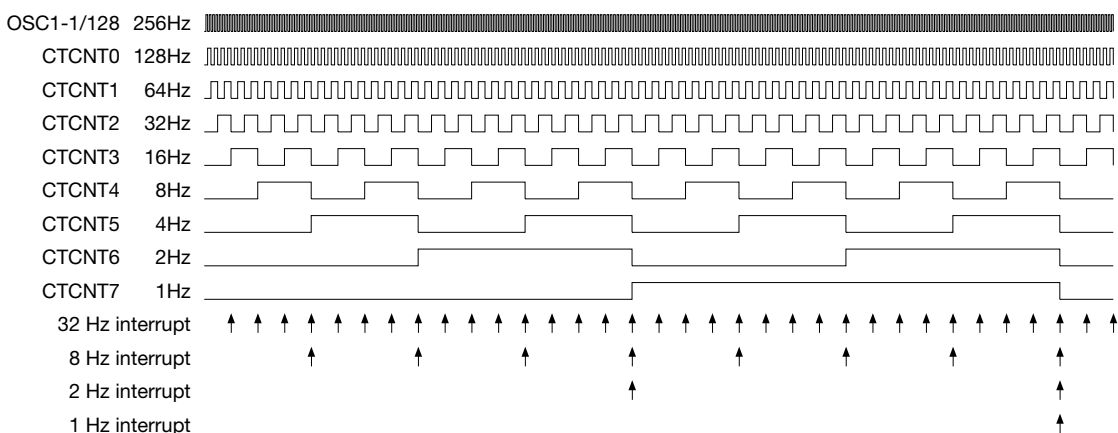 OSC1-1/128 256Hz
CTCNT0 128Hz
CTCNT1 64Hz
CTCNT2 32Hz
CTCNT3 16Hz
CTCNT4 8Hz
CTCNT5 4Hz
CTCNT6 2Hz
CTCNT7 1Hz
32 Hz interrupt
8 Hz interrupt
2 Hz interrupt
1 Hz interrupt